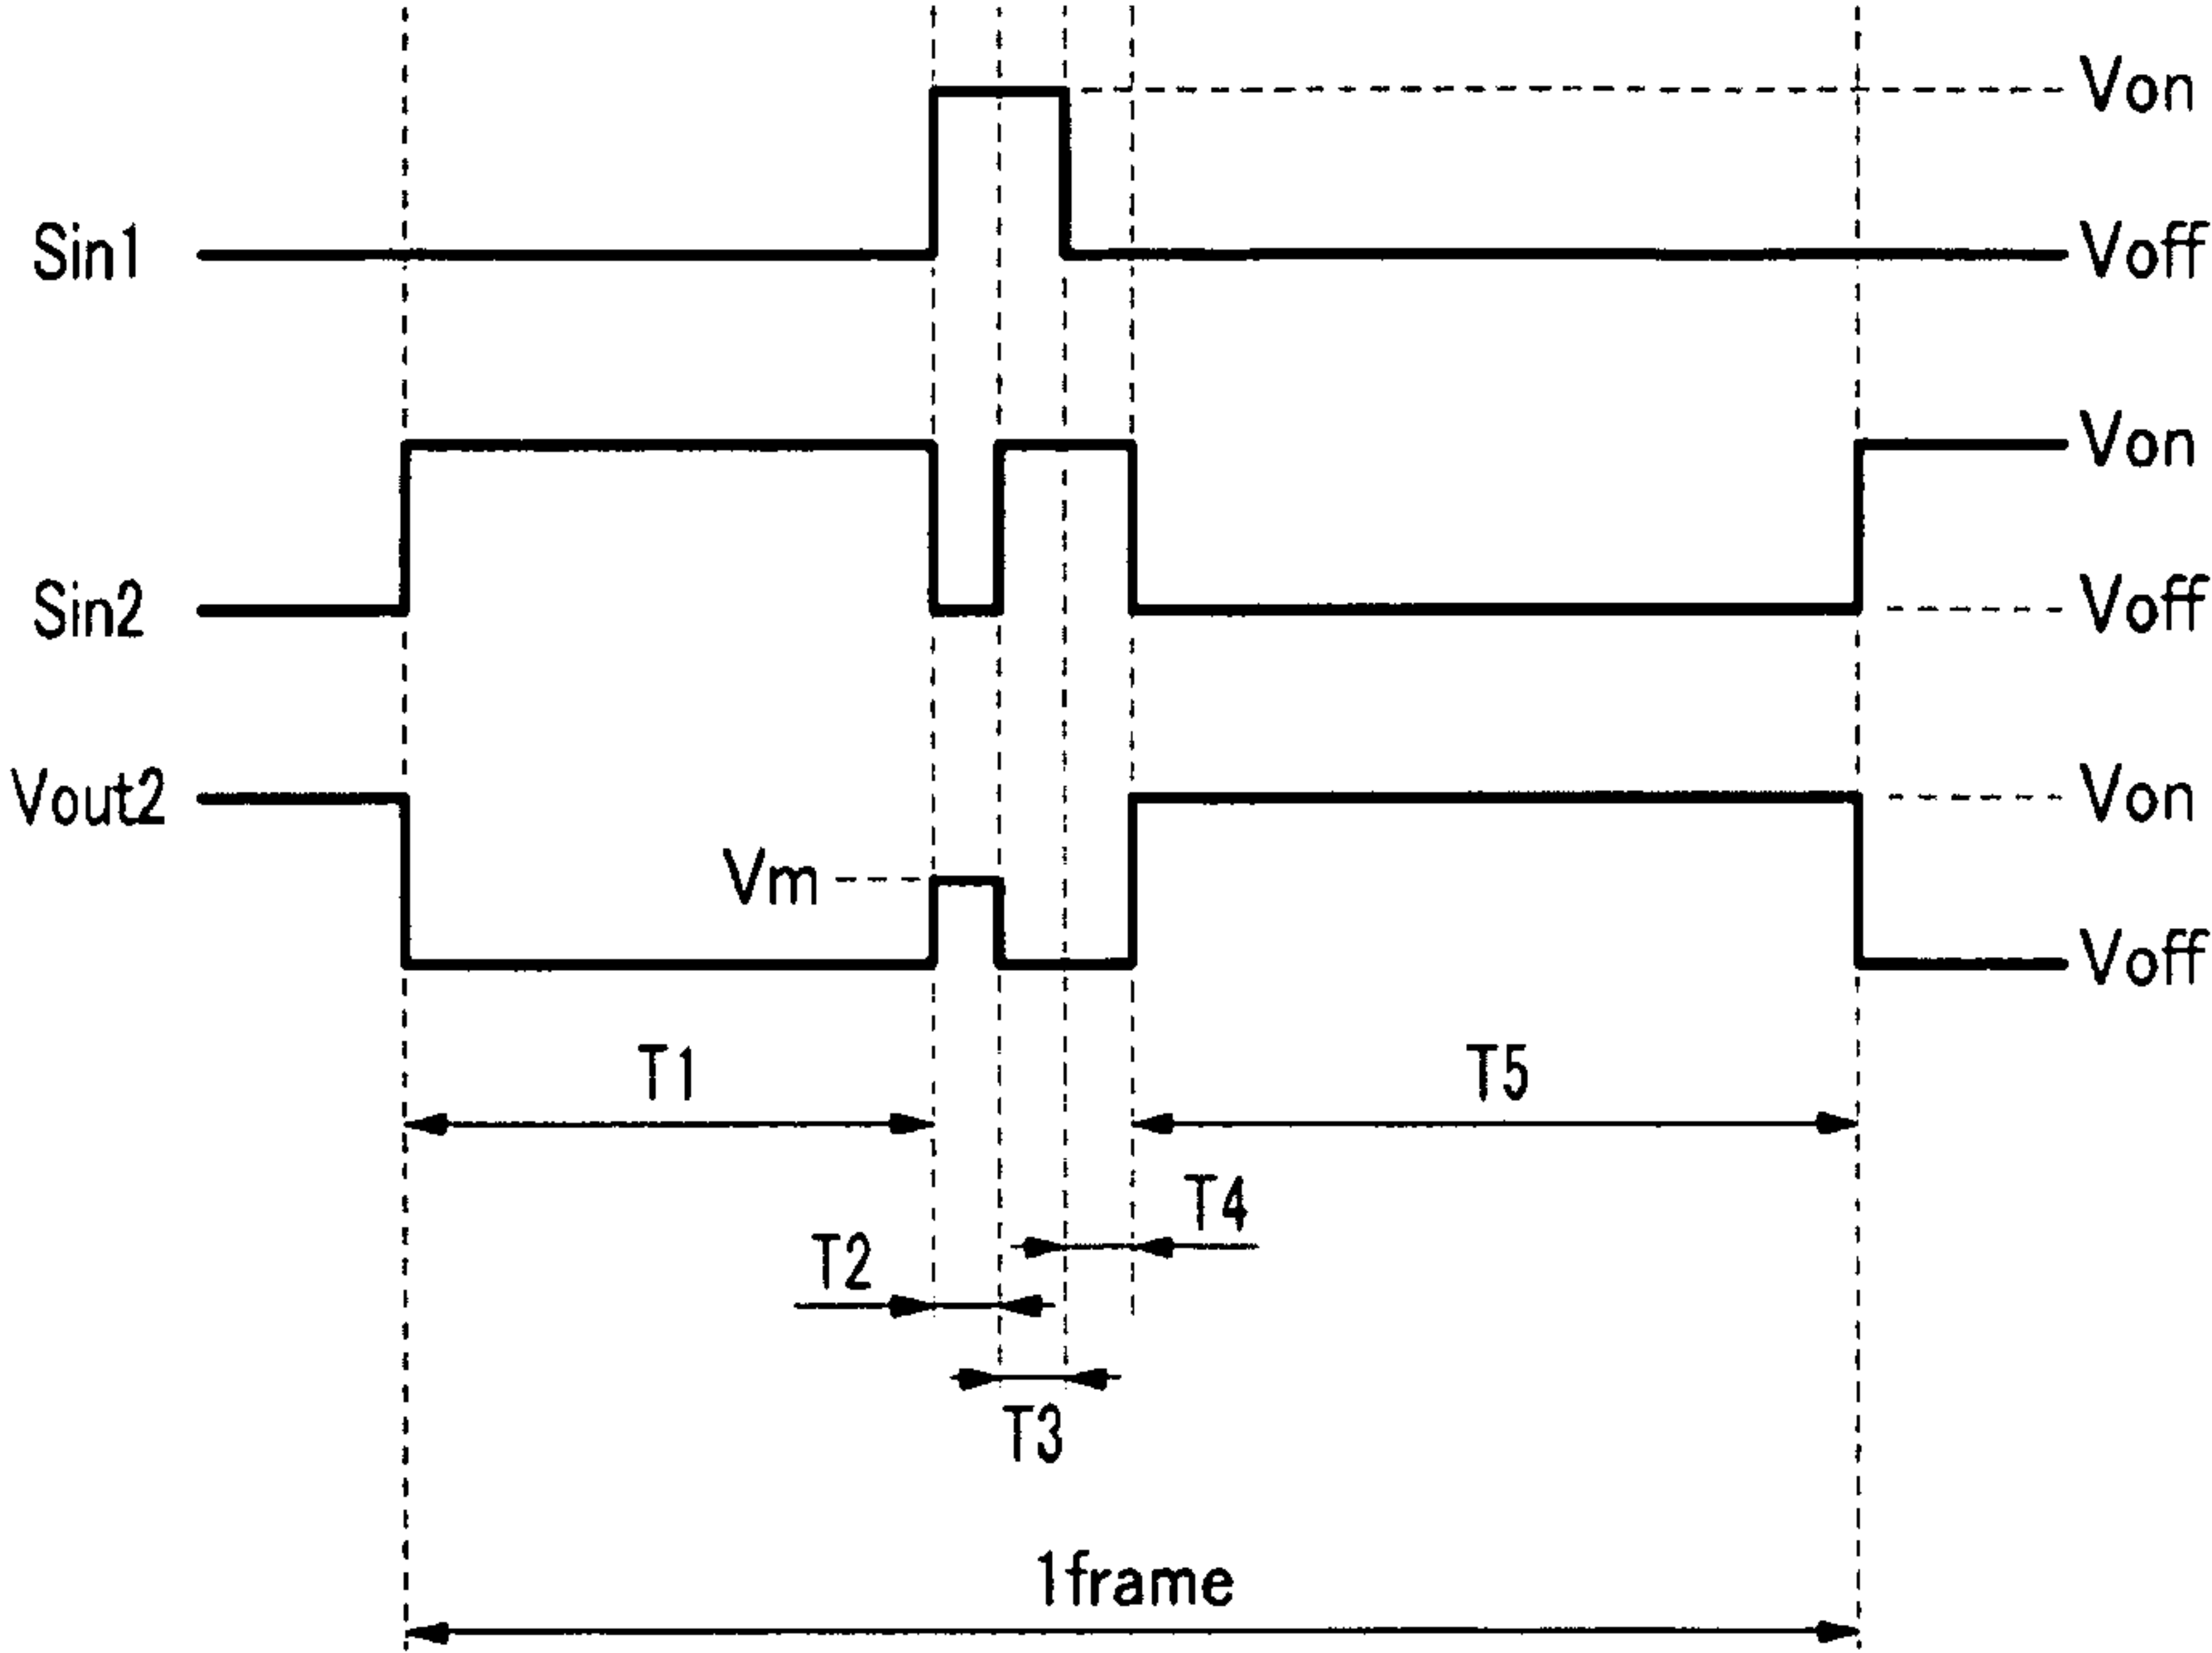 Von
Sin1
Voff
Von
Sin2
Voff
Vout2
Von
Vm
Voff
T1
T5
T4
T2
T3
1frame